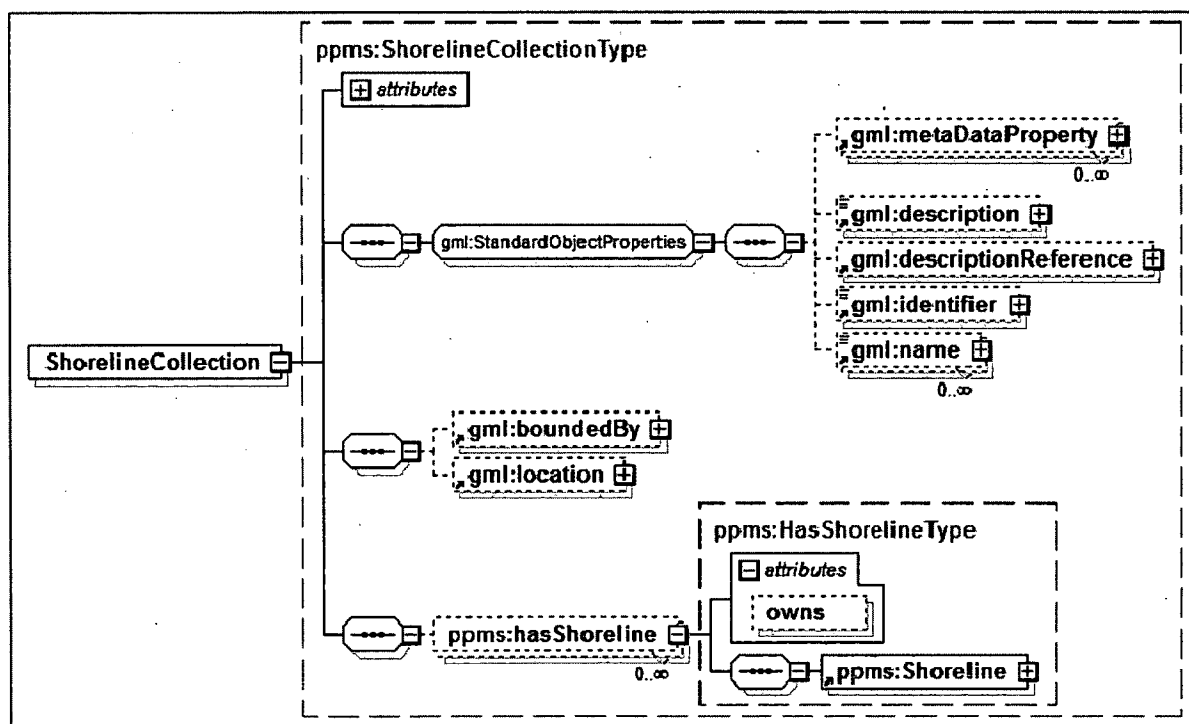 ppms:ShorelineCollectionType
attributes
gml:metaDataProperty
0..∞
gml:description
gml:StandardObjectProperties
gml:descriptionReference
gml:identifier
gml:name
0..∞
ShorelineCollection
gml:boundedBy
gml:location
ppms:HasShorelineType
attributes
owns
ppms:hasShoreline
0..∞
ppms:Shoreline